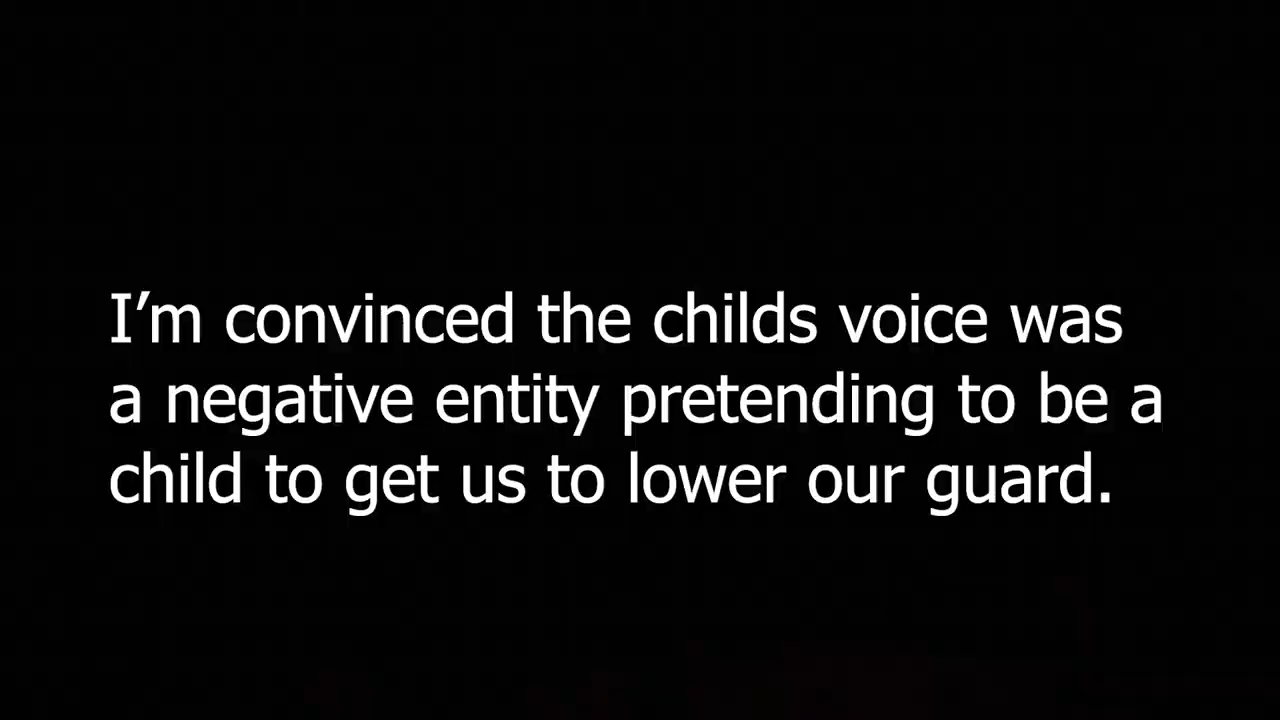 I’m convinced the childs voice was
a negative entity pretending to be a
child to get us to lower our guard.